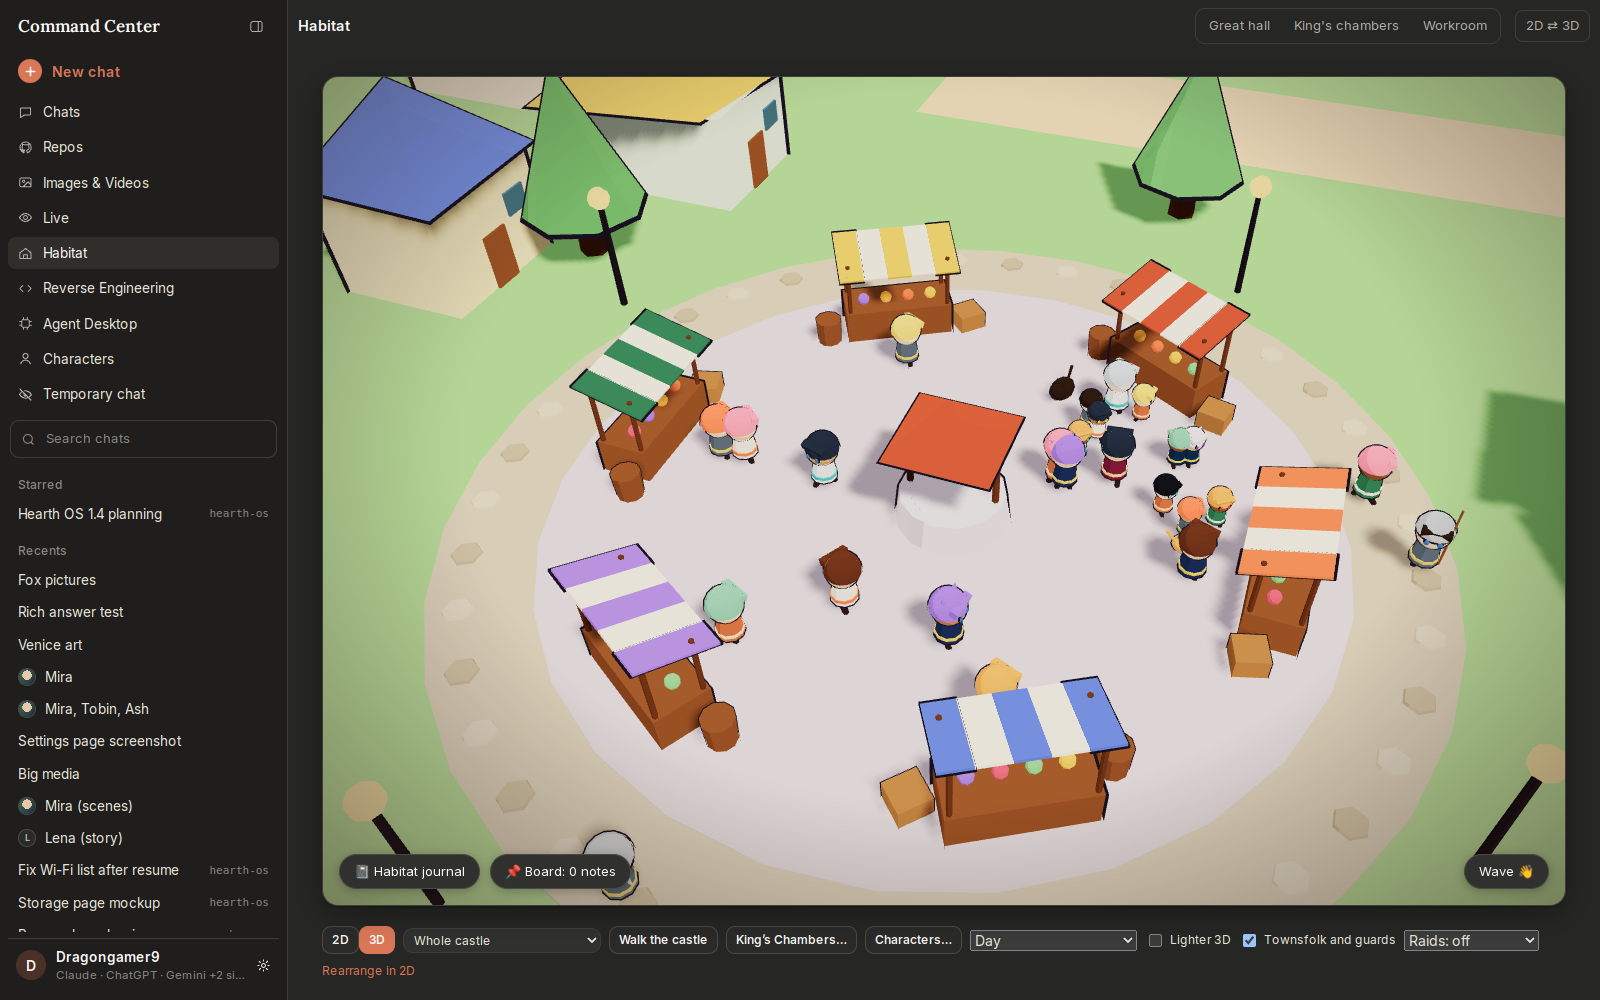 Command Center
New chat
Chats
Repos
Images & Videos
Live
Habitat
Reverse Engineering
Agent Desktop
Characters
Temporary chat
Search chats
Starred
Hearth OS 1.4 planning hearth-os
Recents
Fox pictures
Rich answer test
Venice art
Mira
Mira, Tobin, Ash
Settings page screenshot
Big media
Mira (scenes)
L Lena (story)
Fix Wi-Fi list after resume hearth-os
Storage page mockup hearth-os
D Dragongamer9
Claude · ChatGPT · Gemini +2 si…
Habitat
Great hall King's chambers Workroom 2D ⇄ 3D
Habitat journal Board: 0 notes Wave
2D 3D Whole castle Walk the castle King's Chambers… Characters… Day Lighter 3D Townsfolk and guards Raids: off
Rearrange in 2D